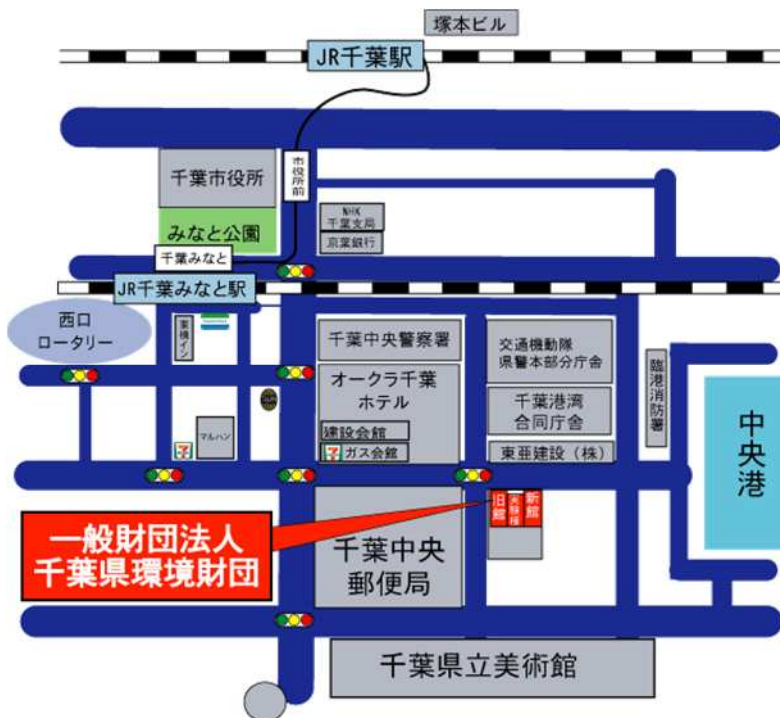 塚本ビル
JR千葉駅
千葉市役所
市役所前
みなと公園
NHK
千葉支局
京葉銀行
千葉みなと
JR千葉みなと駅
西口
ロータリー
東横イン
千葉中央警察署
交通機動隊
県警本部分庁舎
臨港消防署
オークラ千葉
ホテル
千葉港湾
合同庁舎
中央港
マルハン
建設会館
ガス会館
東亜建設（株）
旧館
実験棟
新館
一般財団法人
千葉県環境財団
千葉中央
郵便局
千葉県立美術館